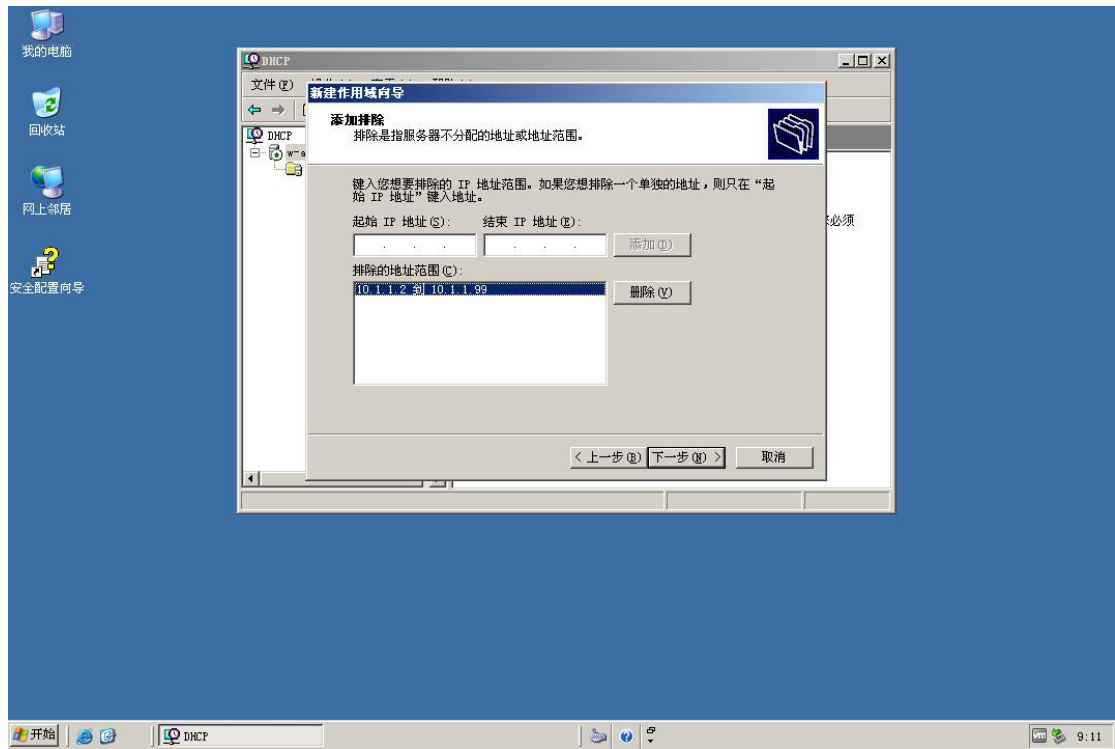 我的电脑
回收站
网上邻居
安全配置向导
DHCP
文件(F)
新建作用域向导
添加排除
排除是指服务器不分配的地址或地址范围。
DHCP
键入您想要排除的 IP 地址范围。如果您想排除一个单独的地址，则只在“起
始 IP 地址”键入地址。
必须
起始 IP 地址(S):
结束 IP 地址(E):
添加(D)
排除的地址范围(C):
10.1.1.2 到 10.1.1.99
删除(V)
< 上一步(B)
下一步(N) >
取消
开始
DHCP
9:11